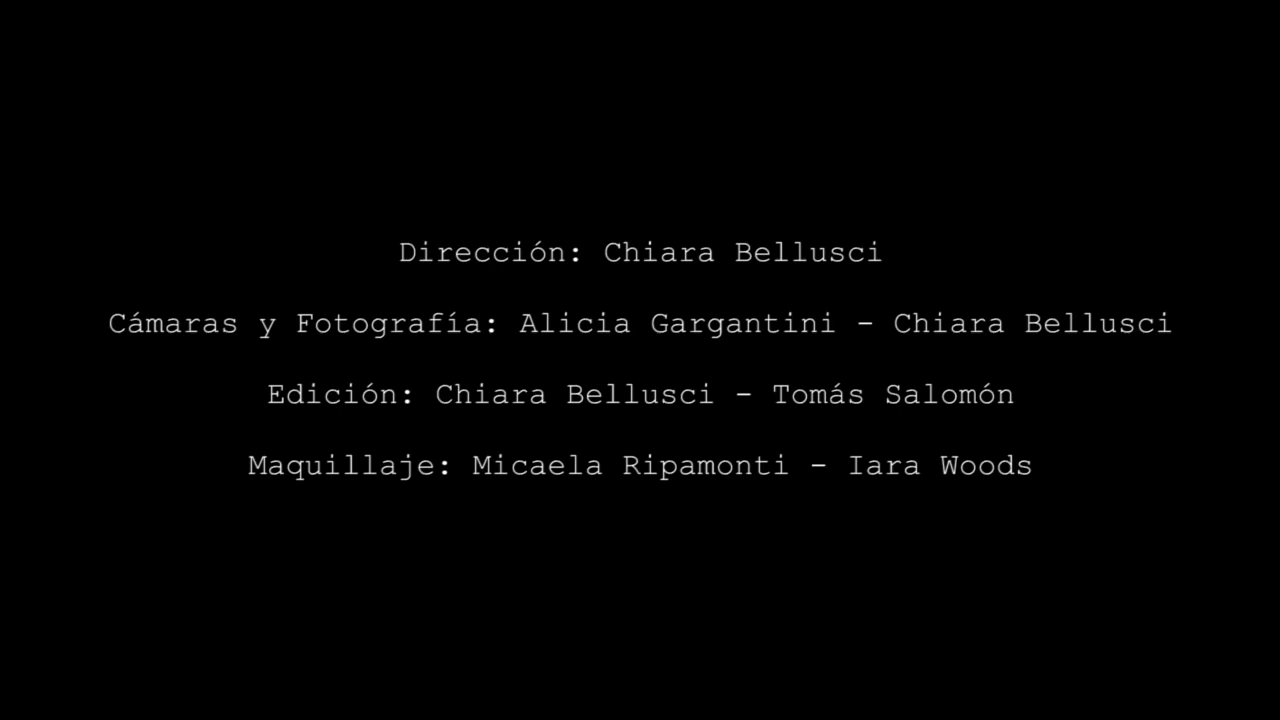 Dirección: Chiara Bellusci
Cámaras y Fotografía: Alicia Gargantini - Chiara Bellusci
Edición: Chiara Bellusci - Tomás Salomón
Maquillaje: Micaela Ripamonti - Iara Woods